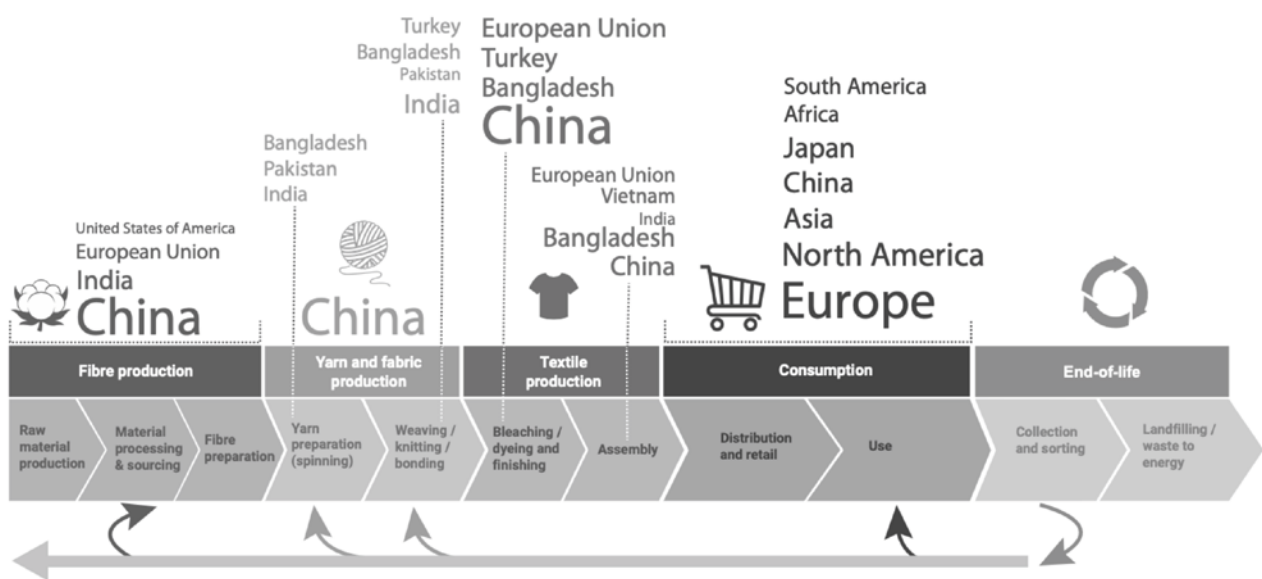 Turkey
Bangladesh
Pakistan
India
European Union
Turkey
Bangladesh
China
South America
Africa
Japan
China
Asia
North America
Europe
Bangladesh
Pakistan
India
European Union
Vietnam
India
Bangladesh
China
United States of America
European Union
India
China
China
Fibre production
Yarn and fabric
production
Textile
production
Consumption
End-of-life
Raw
material
production
Material
processing
& sourcing
Fibre
preparation
Yarn
preparation
(spinning)
Weaving /
knitting /
bonding
Bleaching /
dyeing and
finishing
Assembly
Distribution
and retail
Use
Collection
and sorting
Landfilling /
waste to
energy